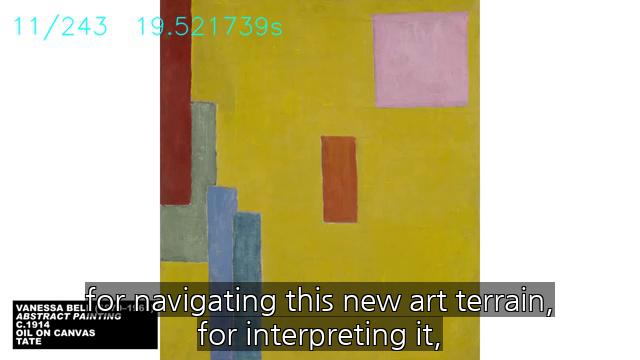 11/243 19.521739s
for navigating this new art terrain,
for interpreting it,
VANESSA BELL
ABSTRACT PAINTING
C.1914
OIL ON CANVAS
TATE